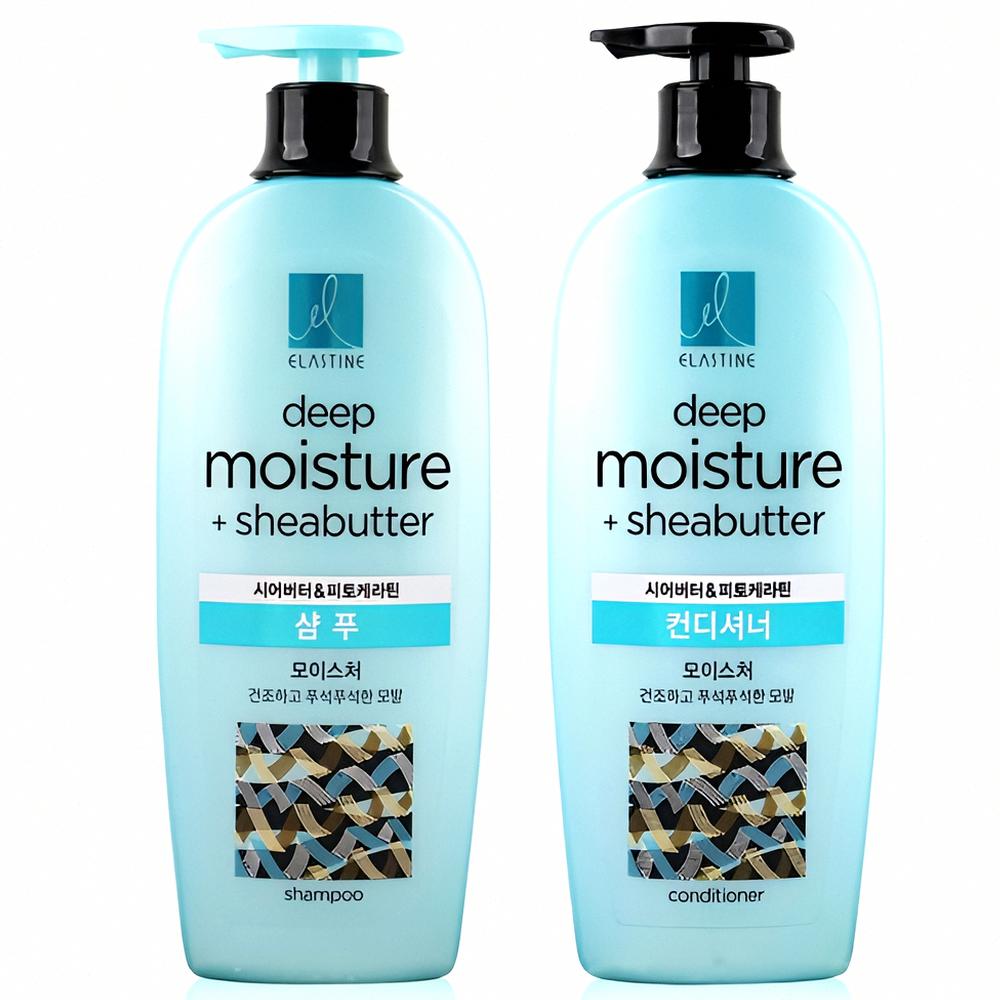 el
ELASTINE
deep
moisture
+ sheabutter
시어버터&피토케라틴
샴푸
모이스처
건조하고 푸석푸석한 모발
shampoo
el
ELASTINE
deep
moisture
+ sheabutter
시어버터&피토케라틴
컨디셔너
모이스처
건조하고 푸석푸석한 모발
conditioner